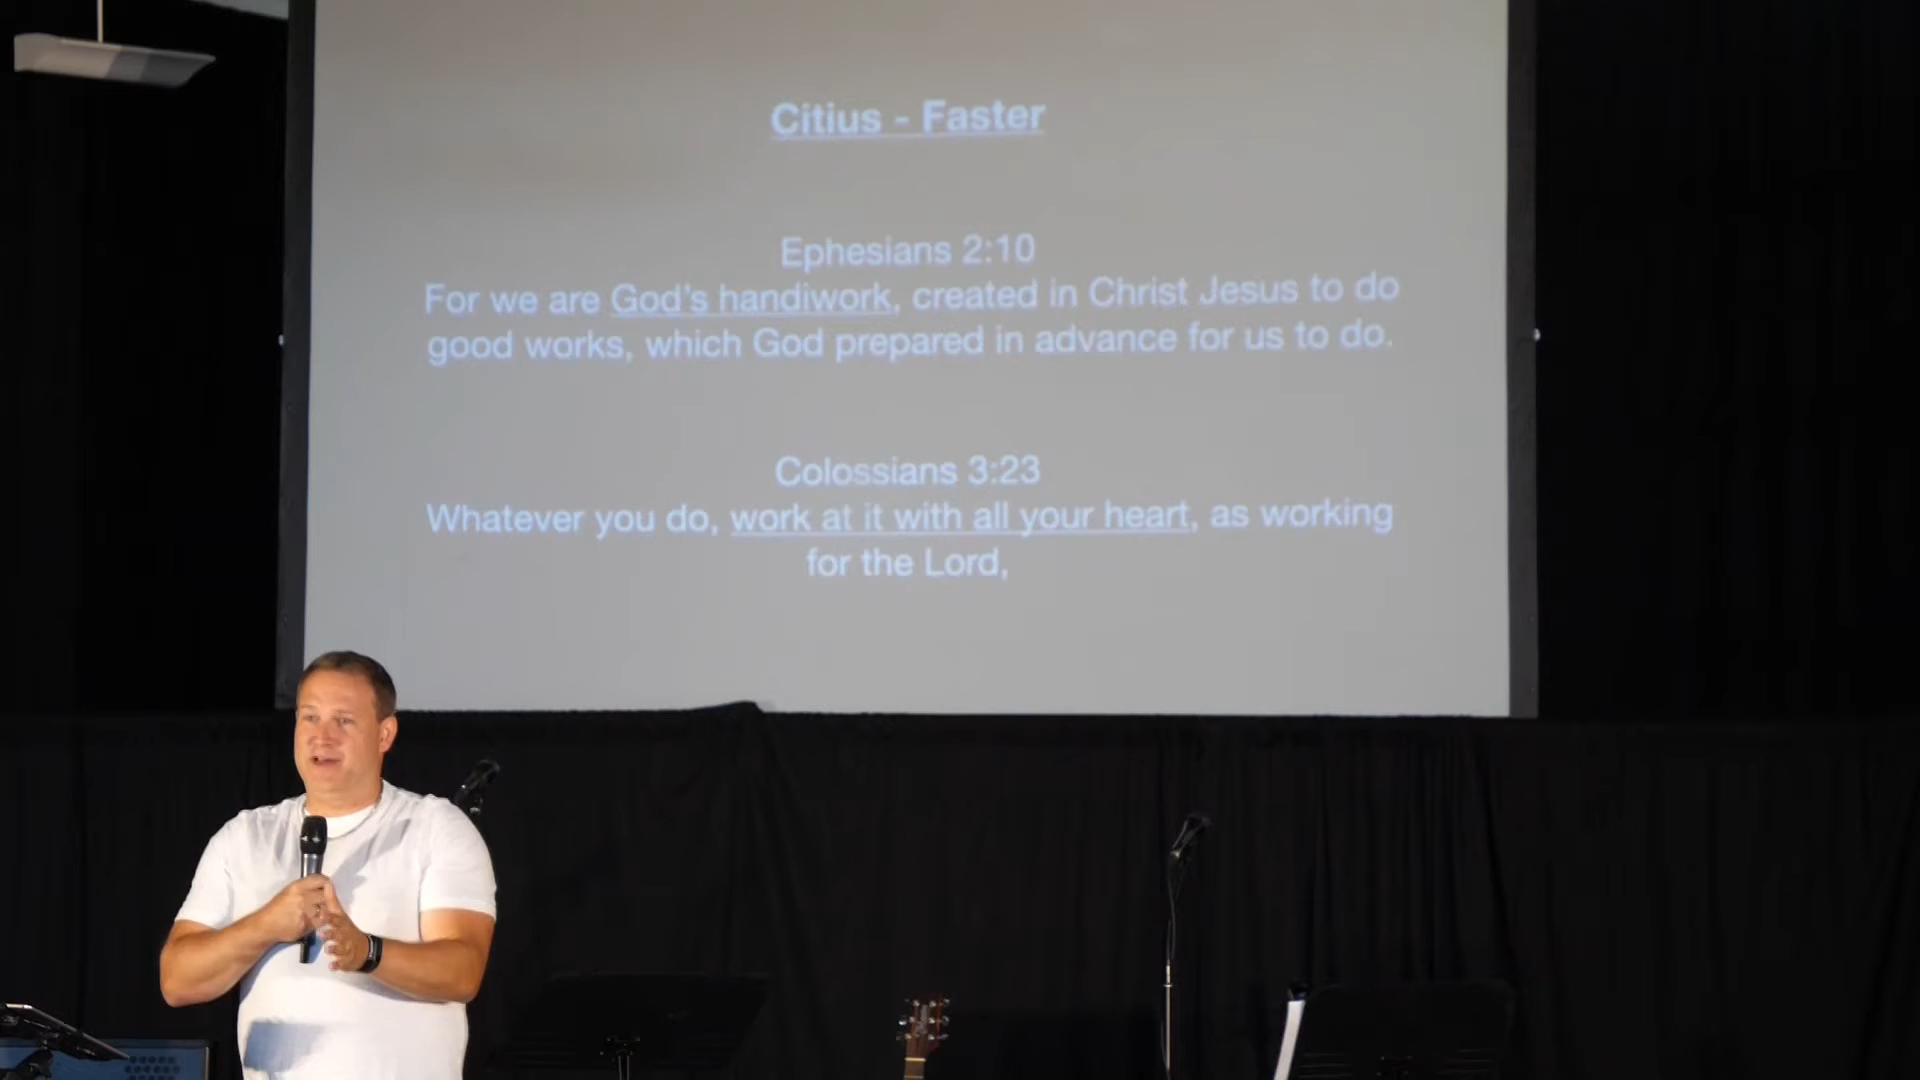 Citius - Faster
Ephesians 2:10
For we are God's handiwork, created in Christ Jesus to do
good works, which God prepared in advance for us to do.
Colossians 3:23
Whatever you do, work at it with all your heart, as working
for the Lord,